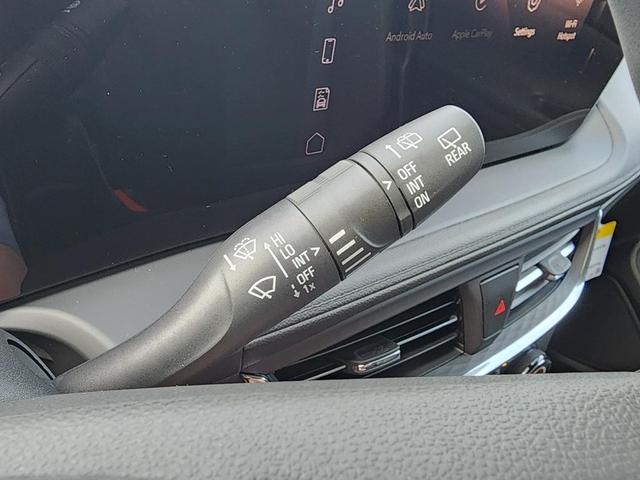 Android Auto
Apple CarPlay
Settings
Wi-Fi
Hotspot
REAR
OFF
INT
ON
HI
LO
INT >
OFF
1x